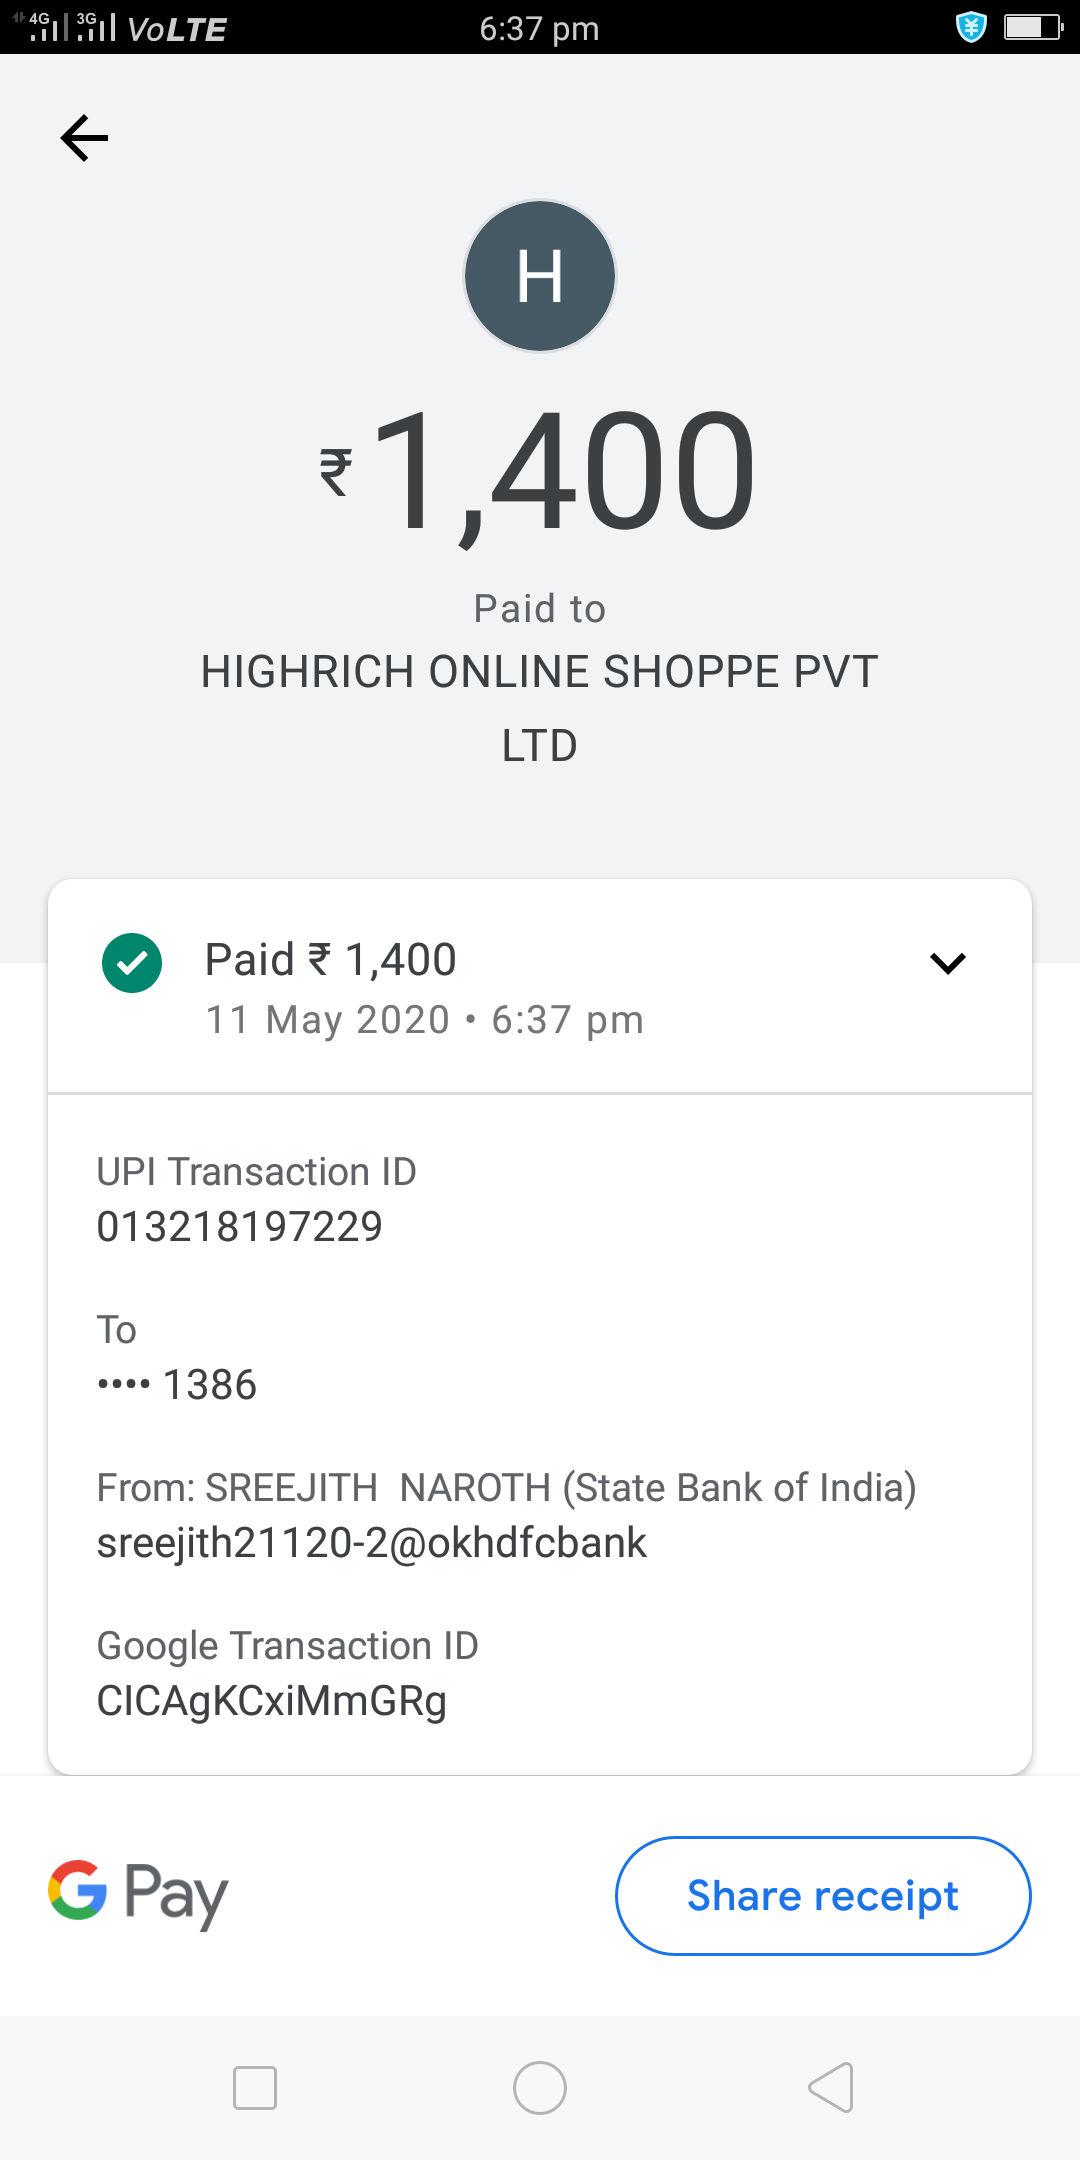 4G 3G VoLTE 6:37 pm
H
₹1,400
Paid to
HIGHRICH ONLINE SHOPPE PVT
LTD
Paid ₹ 1,400
11 May 2020 • 6:37 pm
UPI Transaction ID
013218197229
To
•••• 1386
From: SREEJITH  NAROTH (State Bank of India)
sreejith21120-2@okhdfcbank
Google Transaction ID
CICAgKCxiMmGRg
G Pay
Share receipt